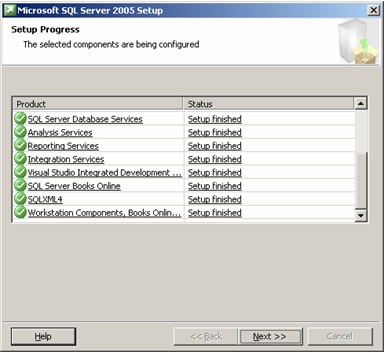 Microsoft SQL Server 2005 Setup
Setup Progress
The selected components are being configured
Product Status
SQL Server Database Services Setup finished
Analysis Services Setup finished
Reporting Services Setup finished
Integration Services Setup finished
Visual Studio Integrated Development ... Setup finished
SQL Server Books Online Setup finished
SQLXML4 Setup finished
Workstation Components, Books Onlin... Setup finished
Help << Back Next >> Cancel